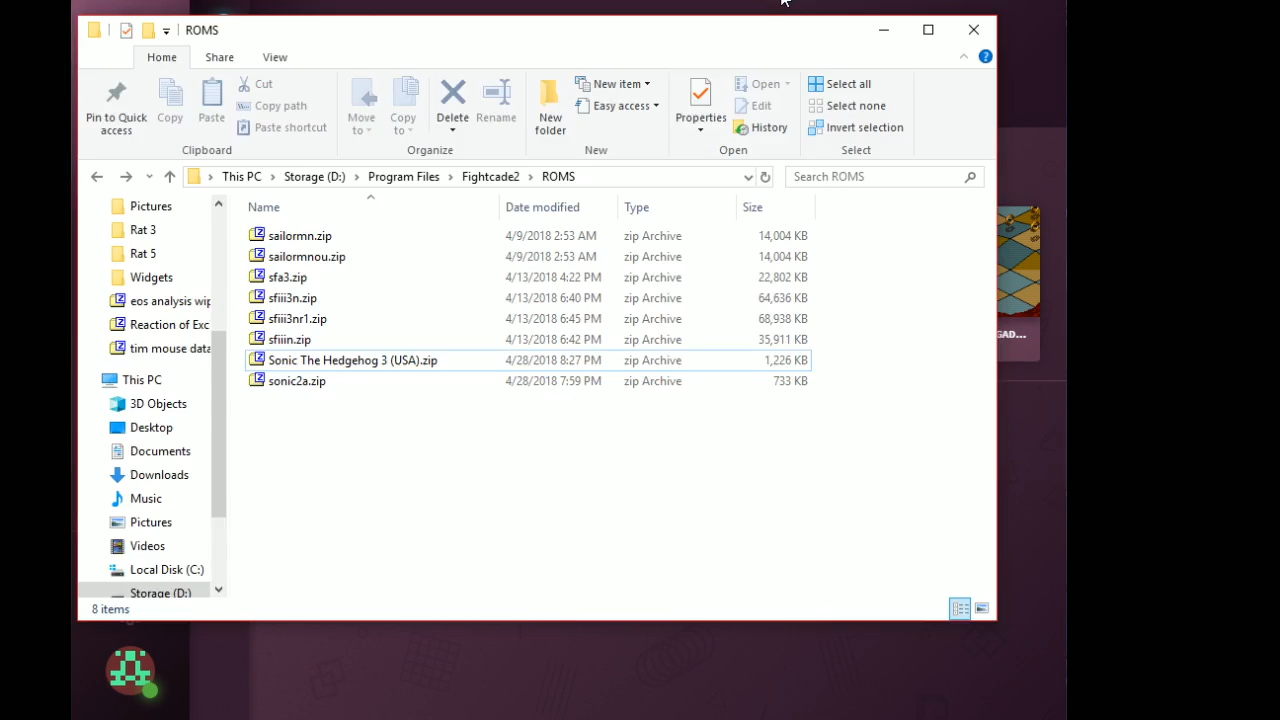 ROMS
Home Share View
Pin to Quick access
Copy
Paste
Cut
Copy path
Paste shortcut
Clipboard
Move to
Copy to
Delete
Rename
Organize
New folder
New item
Easy access
New
Properties
Open
Edit
History
Open
Select all
Select none
Invert selection
Select
This PC > Storage (D:) > Program Files > Fightcade2 > ROMS
Search ROMS
Pictures
Rat 3
Rat 5
Widgets
eos analysis wip
Reaction of Exc
tim mouse data
This PC
3D Objects
Desktop
Documents
Downloads
Music
Pictures
Videos
Local Disk (C:)
Storage (D:)
Name Date modified Type Size
sailormn.zip 4/9/2018 2:53 AM zip Archive 14,004 KB
sailormnou.zip 4/9/2018 2:53 AM zip Archive 14,004 KB
sfa3.zip 4/13/2018 4:22 PM zip Archive 22,802 KB
sfiii3n.zip 4/13/2018 6:40 PM zip Archive 64,636 KB
sfiii3nr1.zip 4/13/2018 6:45 PM zip Archive 68,938 KB
sfiiin.zip 4/13/2018 6:42 PM zip Archive 35,911 KB
Sonic The Hedgehog 3 (USA).zip 4/28/2018 8:27 PM zip Archive 1,226 KB
sonic2a.zip 4/28/2018 7:59 PM zip Archive 733 KB
8 items